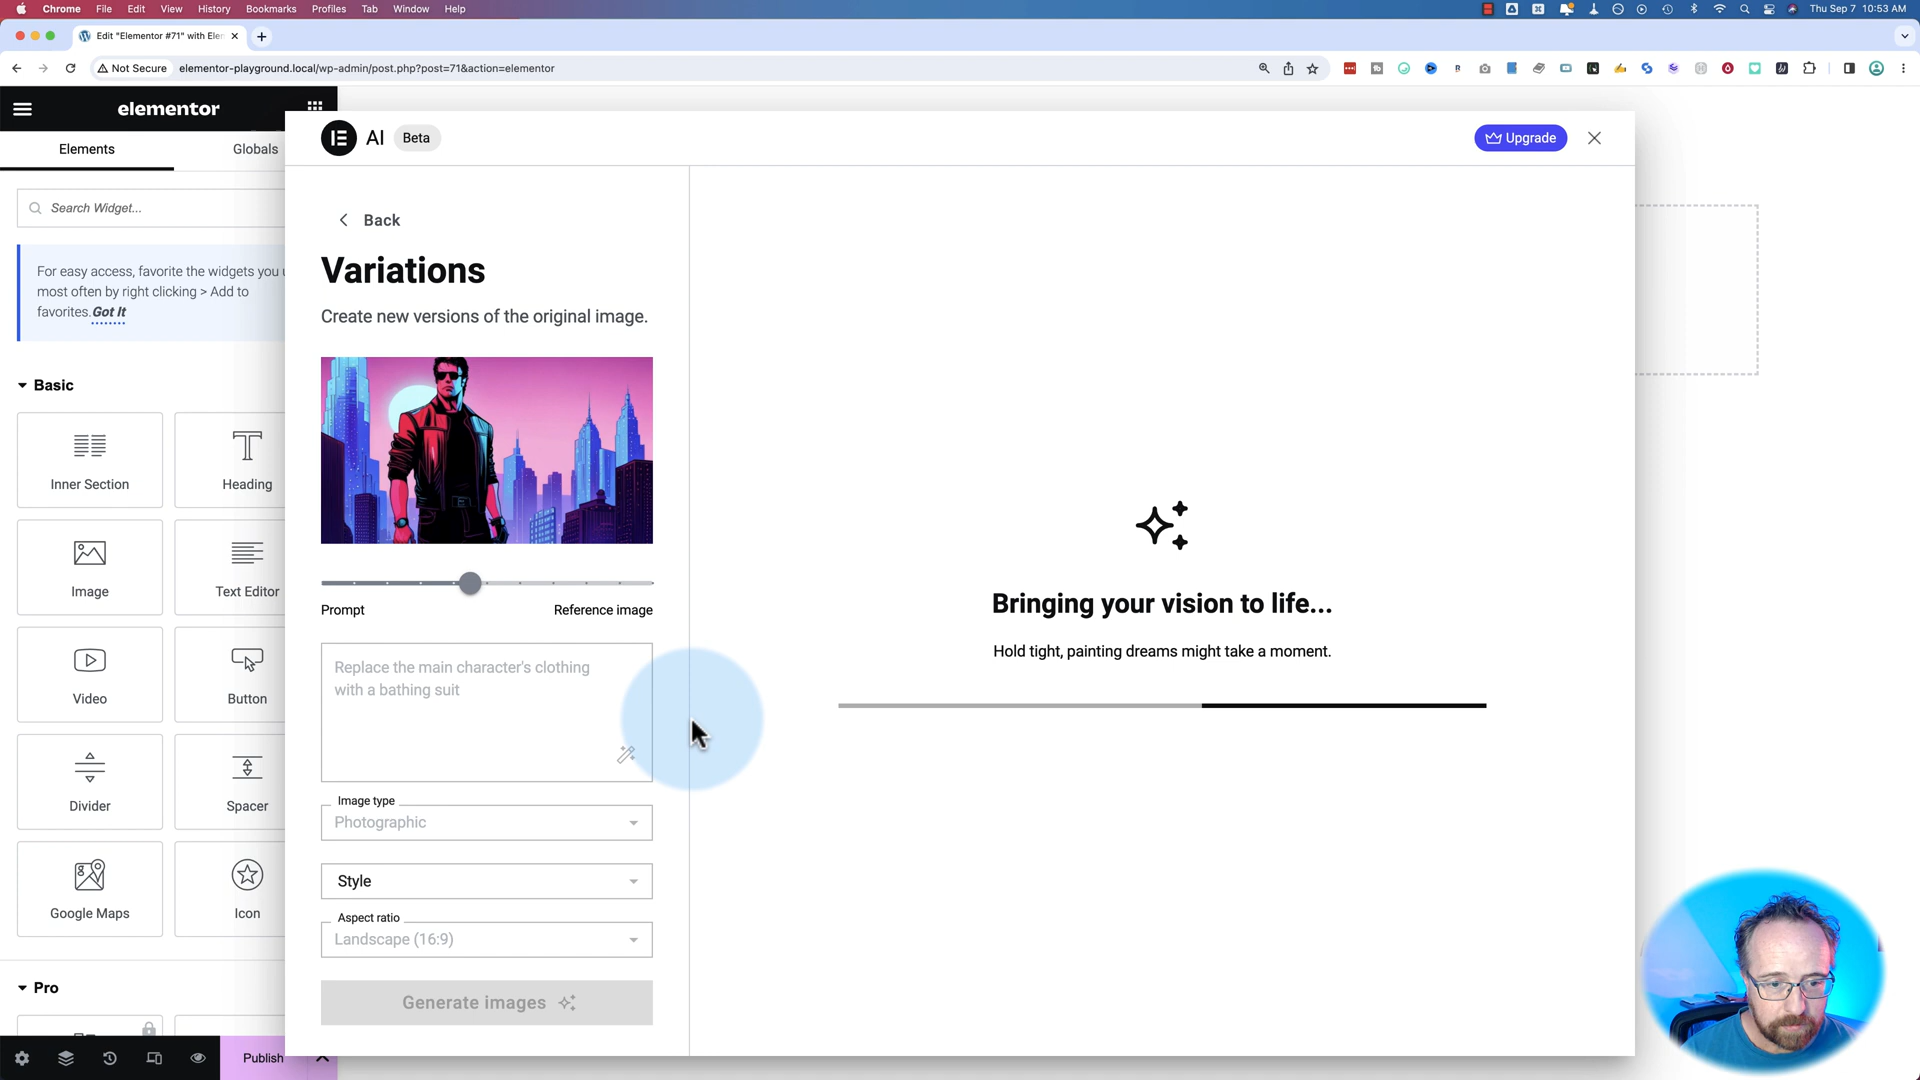 Chrome File Edit View History Bookmarks Profiles Tab Window Help
Thu Sep 7 10:53 AM
Edit "Elementor #71" with Ele
Not Secure elementor-playground.local/wp-admin/post.php?post=71&action=elementor
elementor
Elements Globals
Search Widget...
For easy access, favorite the widgets you
most often by right clicking > Add to
favorites. Got It
Basic
Inner Section
Heading
Image
Text Editor
Video
Button
Divider
Spacer
Google Maps
Icon
Pro
Publish
AI Beta
Upgrade
Back
Variations
Create new versions of the original image.
Prompt Reference image
Replace the main character's clothing
with a bathing suit
Image type
Photographic
Style
Aspect ratio
Landscape (16:9)
Generate images
Bringing your vision to life...
Hold tight, painting dreams might take a moment.